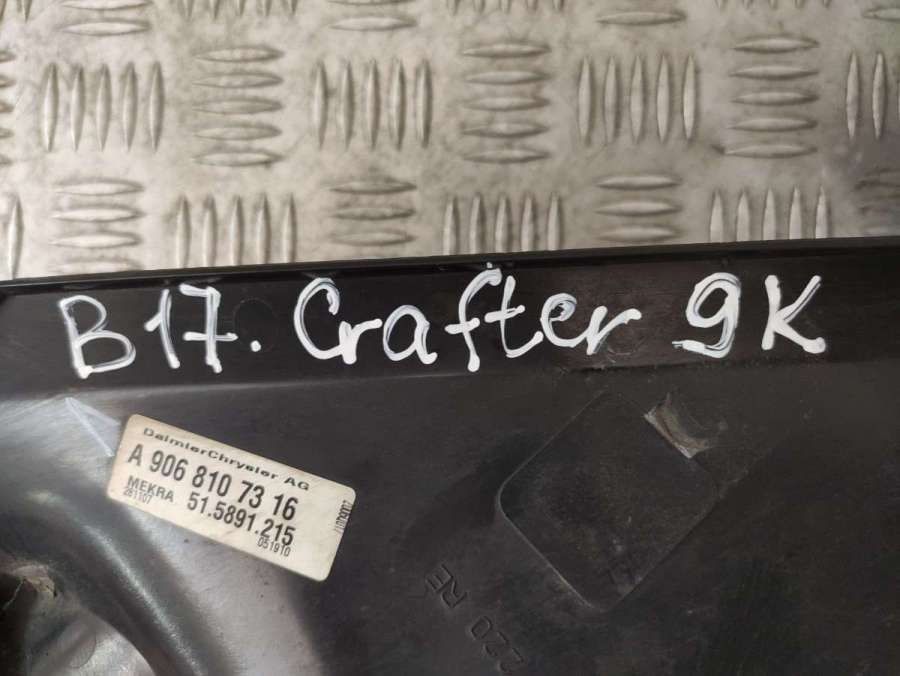 B17. Crafter 9K
DaimlerChrysler AG
A 906 810 73 16
MEKRA 51.5891.215
281107
051910
220 RE